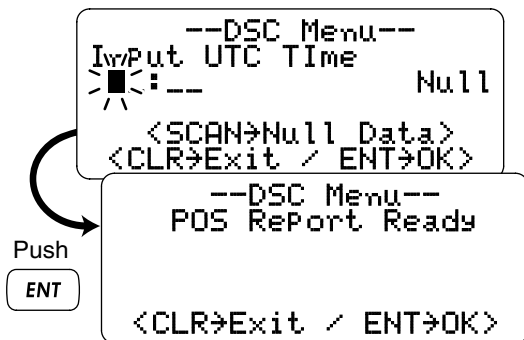 --DSC Menu--
Input UTC TIme
:__ Null
<SCAN→Null Data>
<CLR→Exit / ENT→OK>
--DSC Menu--
POS RePort Ready
<CLR→Exit / ENT→OK>
Push
ENT